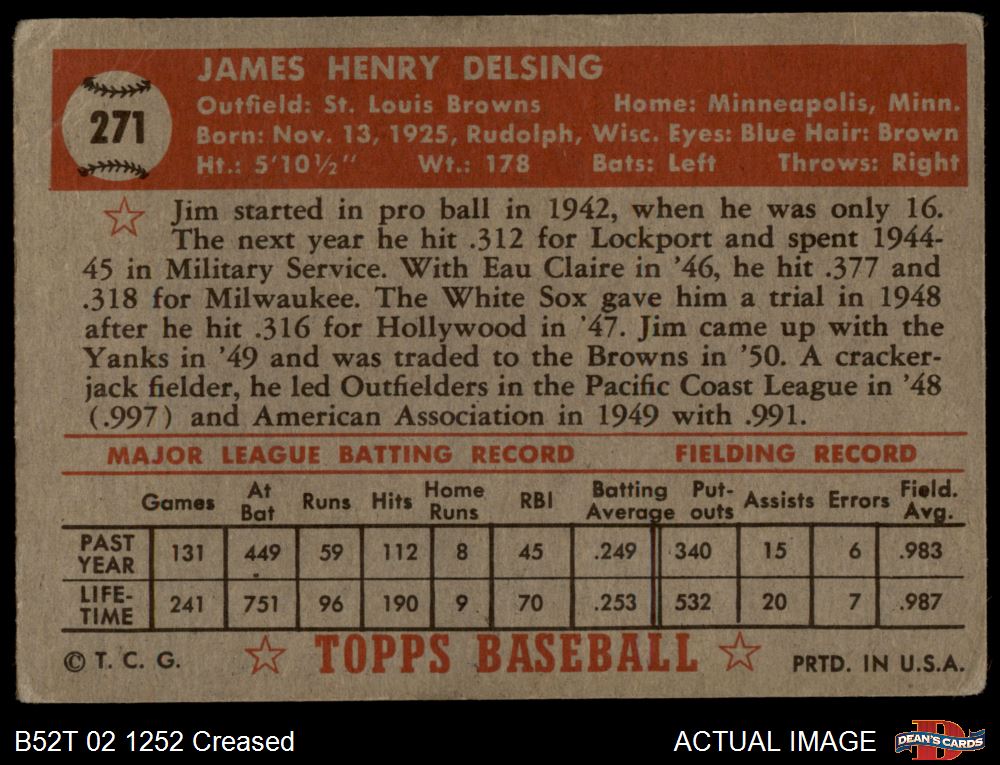 271
JAMES HENRY DELSING
Outfield: St. Louis Browns Home: Minneapolis, Minn.
Born: Nov. 13, 1925, Rudolph, Wisc. Eyes: Blue Hair: Brown
Ht.: 5'10½" Wt.: 178 Bats: Left Throws: Right
Jim started in pro ball in 1942, when he was only 16.
The next year he hit .312 for Lockport and spent 1944-
45 in Military Service. With Eau Claire in '46, he hit .377 and
.318 for Milwaukee. The White Sox gave him a trial in 1948
after he hit .316 for Hollywood in '47. Jim came up with the
Yanks in '49 and was traded to the Browns in '50. A cracker-
jack fielder, he led Outfielders in the Pacific Coast League in '48
(.997) and American Association in 1949 with .991.
MAJOR LEAGUE BATTING RECORD FIELDING RECORD
Games At Bat Runs Hits Home Runs RBI Batting Average Put-outs Assists Errors Field. Avg.
PAST YEAR 131 449 59 112 8 45 .249 340 15 6 .983
LIFE-TIME 241 751 96 190 9 70 .253 532 20 7 .987
© T. C. G. TOPPS BASEBALL PRTD. IN U.S.A.
B52T 02 1252 Creased ACTUAL IMAGE D DEAN'S CARDS